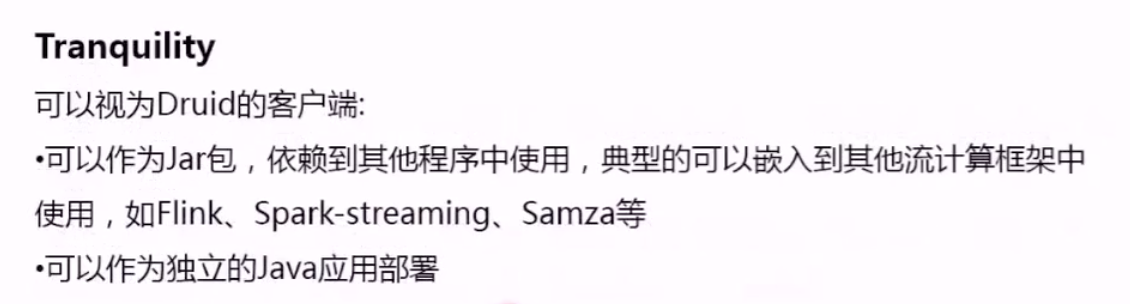 Tranquility
可以视为Druid的客户端:
•可以作为Jar包，依赖到其他程序中使用，典型的可以嵌入到其他流计算框架中
使用，如Flink、Spark-streaming、Samza等
•可以作为独立的Java应用部署